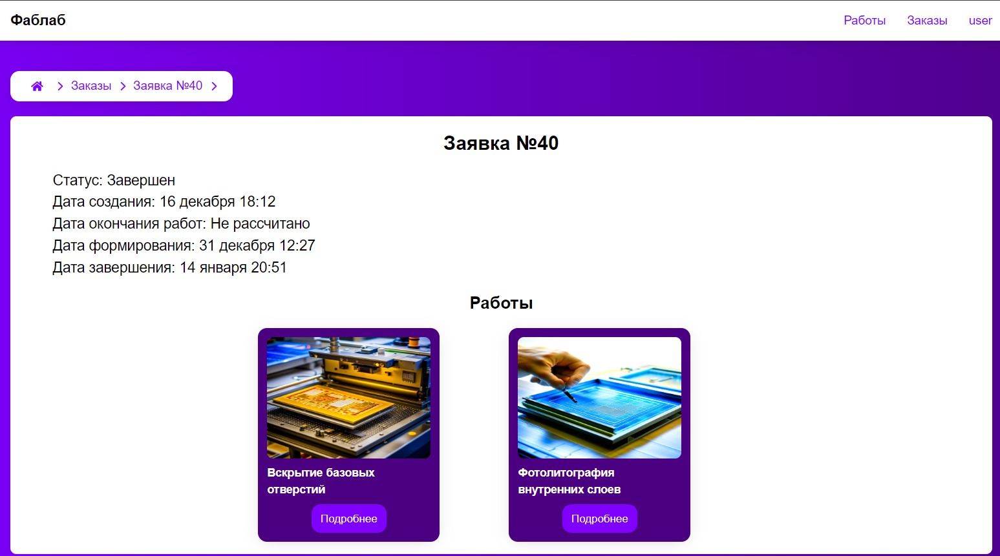 Фаблаб
Работы
Заказы
user
Заказы
Заявка №40
Заявка №40
Статус: Завершен
Дата создания: 16 декабря 18:12
Дата окончания работ: Не рассчитано
Дата формирования: 31 декабря 12:27
Дата завершения: 14 января 20:51
Работы
Вскрытие базовых
отверстий
Подробнее
Фотолитография
внутренних слоев
Подробнее